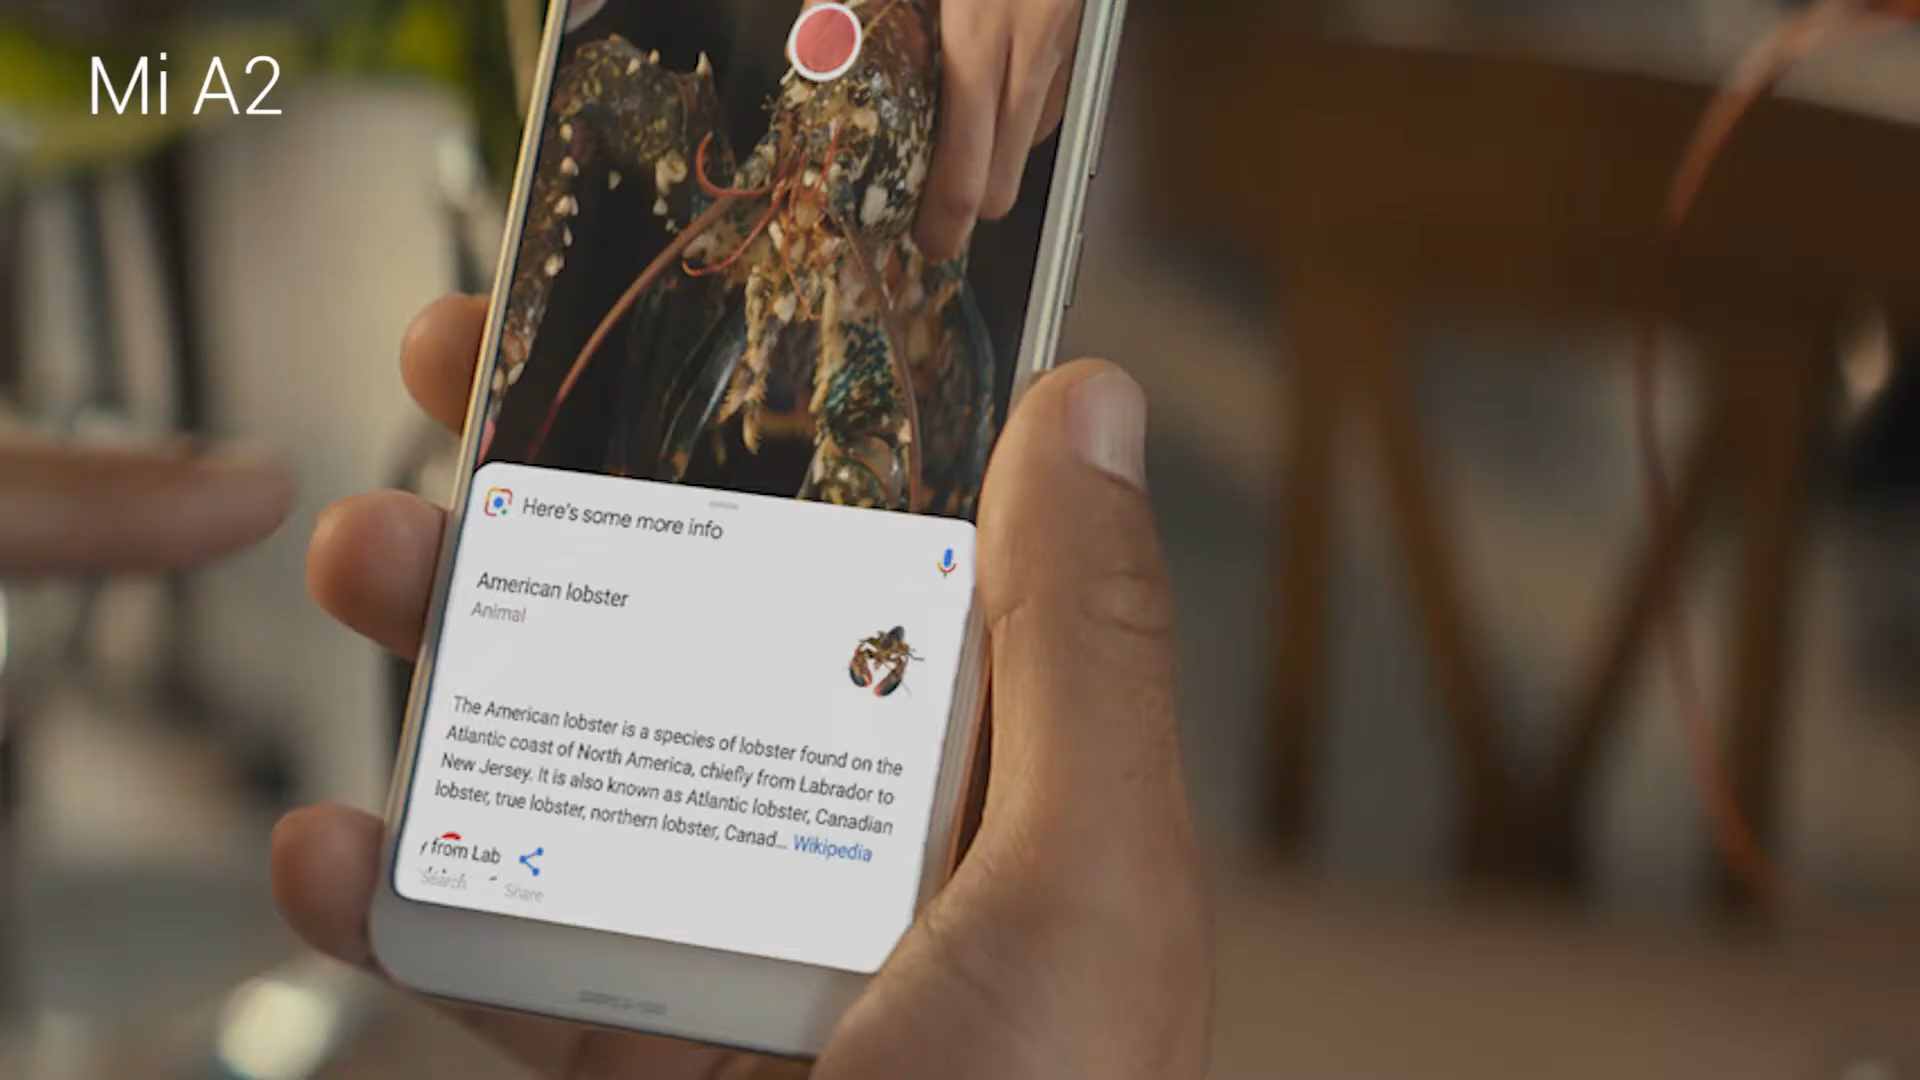 Mi A2
Here's some more info
American lobster
Animal
The American lobster is a species of lobster found on the
Atlantic coast of North America, chiefly from Labrador to
New Jersey. It is also known as Atlantic lobster, Canadian
lobster, true lobster, northern lobster, Canad... Wikipedia
y from Lab
Search Share